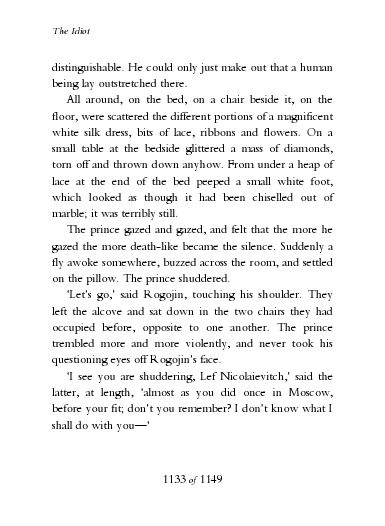 The Idiot
distinguishable. He could only just make out that a human
being lay outstretched there.
All around, on the bed, on a chair beside it, on the
floor, were scattered the different portions of a magnificent
white silk dress, bits of lace, ribbons and flowers. On a
small table at the bedside glittered a mass of diamonds,
torn off and thrown down anyhow. From under a heap of
lace at the end of the bed peeped a small white foot,
which looked as though it had been chiselled out of
marble; it was terribly still.
The prince gazed and gazed, and felt that the more he
gazed the more death-like became the silence. Suddenly a
fly awoke somewhere, buzzed across the room, and settled
on the pillow. The prince shuddered.
'Let's go,' said Rogojin, touching his shoulder. They
left the alcove and sat down in the two chairs they had
occupied before, opposite to one another. The prince
trembled more and more violently, and never took his
questioning eyes off Rogojin's face.
'I see you are shuddering, Lef Nicolaievitch,' said the
latter, at length, 'almost as you did once in Moscow,
before your fit; don't you remember? I don't know what I
shall do with you—'
1133 of 1149